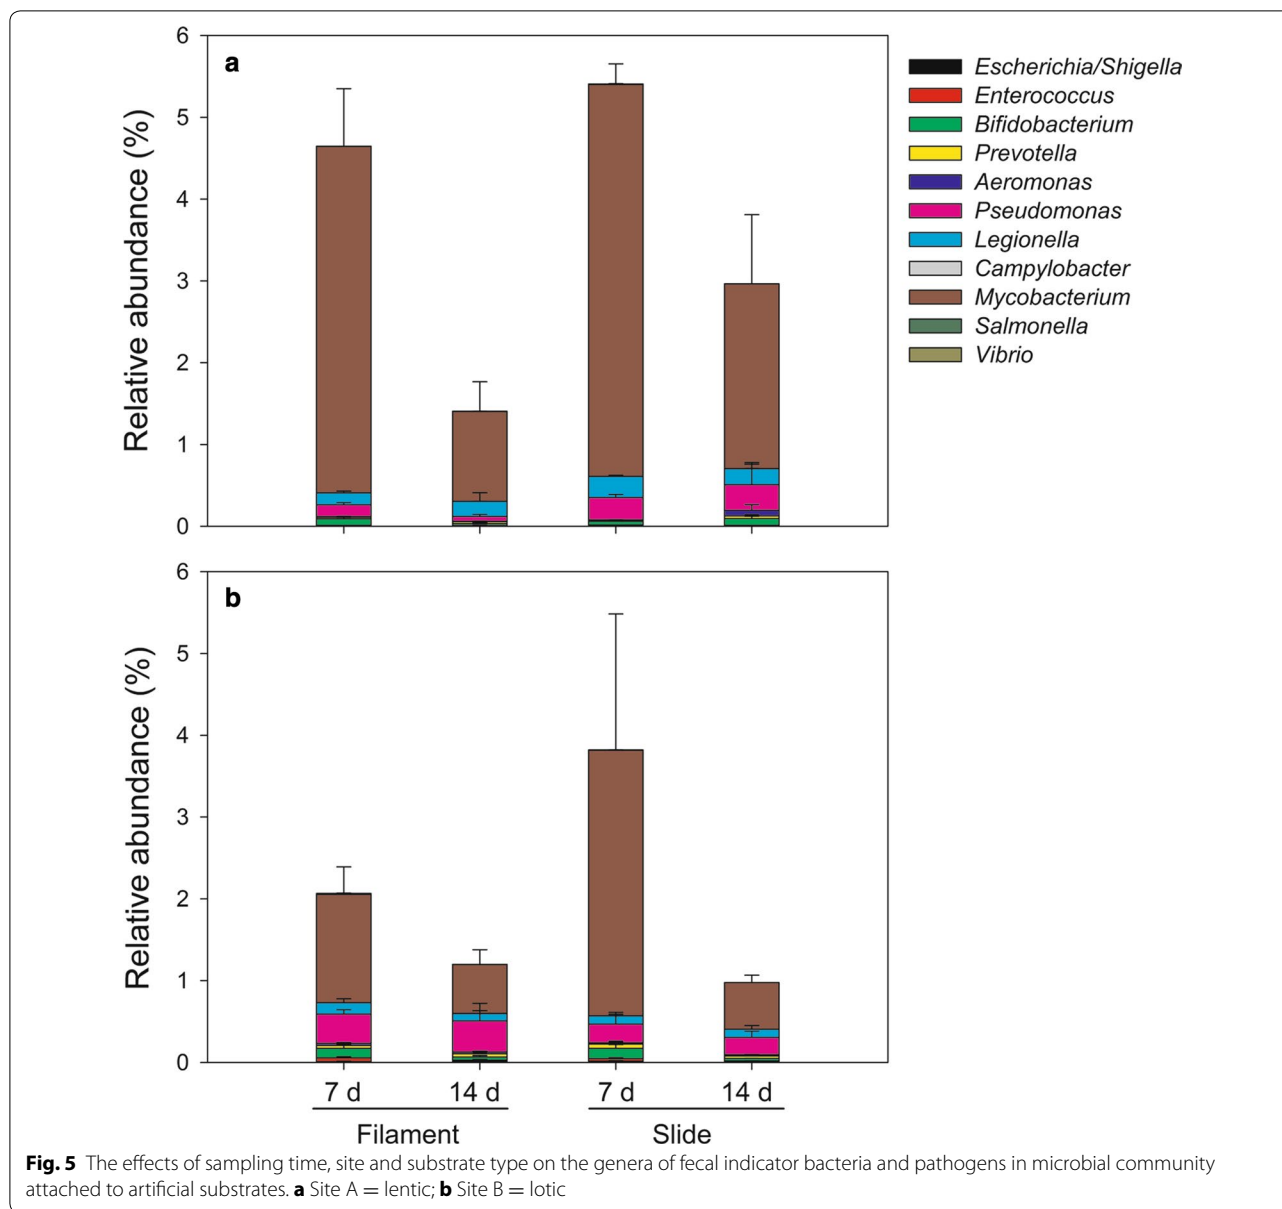 a
6
5
4
3
2
1
0
Relative abundance (%)
Escherichia/Shigella
Enterococcus
Bifidobacterium
Prevotella
Aeromonas
Pseudomonas
Legionella
Campylobacter
Mycobacterium
Salmonella
Vibrio
b
6
5
4
3
2
1
0
Relative abundance (%)
7 d 14 d 7 d 14 d
Filament Slide
Fig. 5 The effects of sampling time, site and substrate type on the genera of fecal indicator bacteria and pathogens in microbial community
attached to artificial substrates. a Site A = lentic; b Site B = lotic